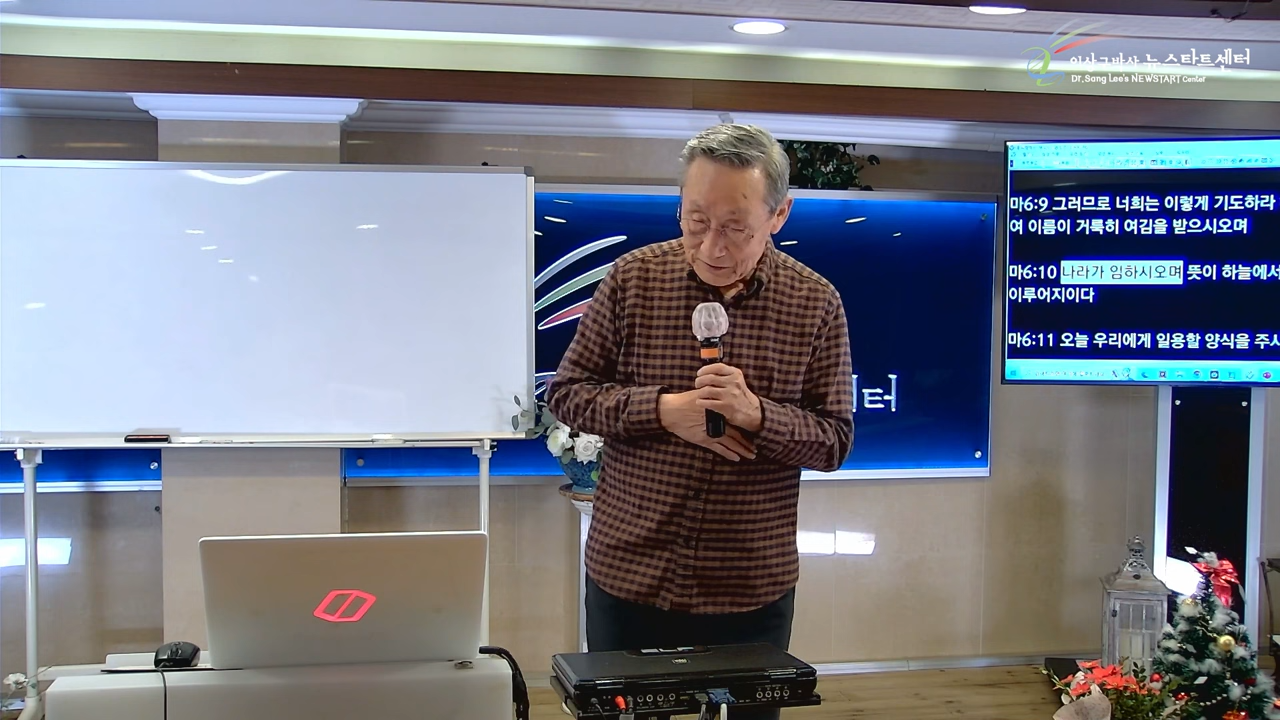 의사그바상 뉴스타트센터
Dr.Sang Lee's NEWSTART Center
마6:9 그러므로 너희는 이렇게 기도하라
여 이름이 거룩히 여김을 받으시오며
마6:10 나라가 임하시오며 뜻이 하늘에서
이루어지이다
마6:11 오늘 우리에게 일용할 양식을 주시
터